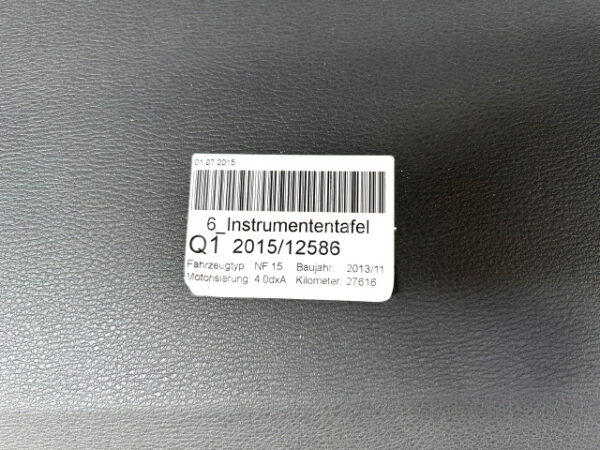 01.07.2015
6_Instrumententafel
Q1 2015/12586
Fahrzeugtyp: NF 15 Baujahr: 2013/11
Motorisierung: 4.0dxA Kilometer: 27616